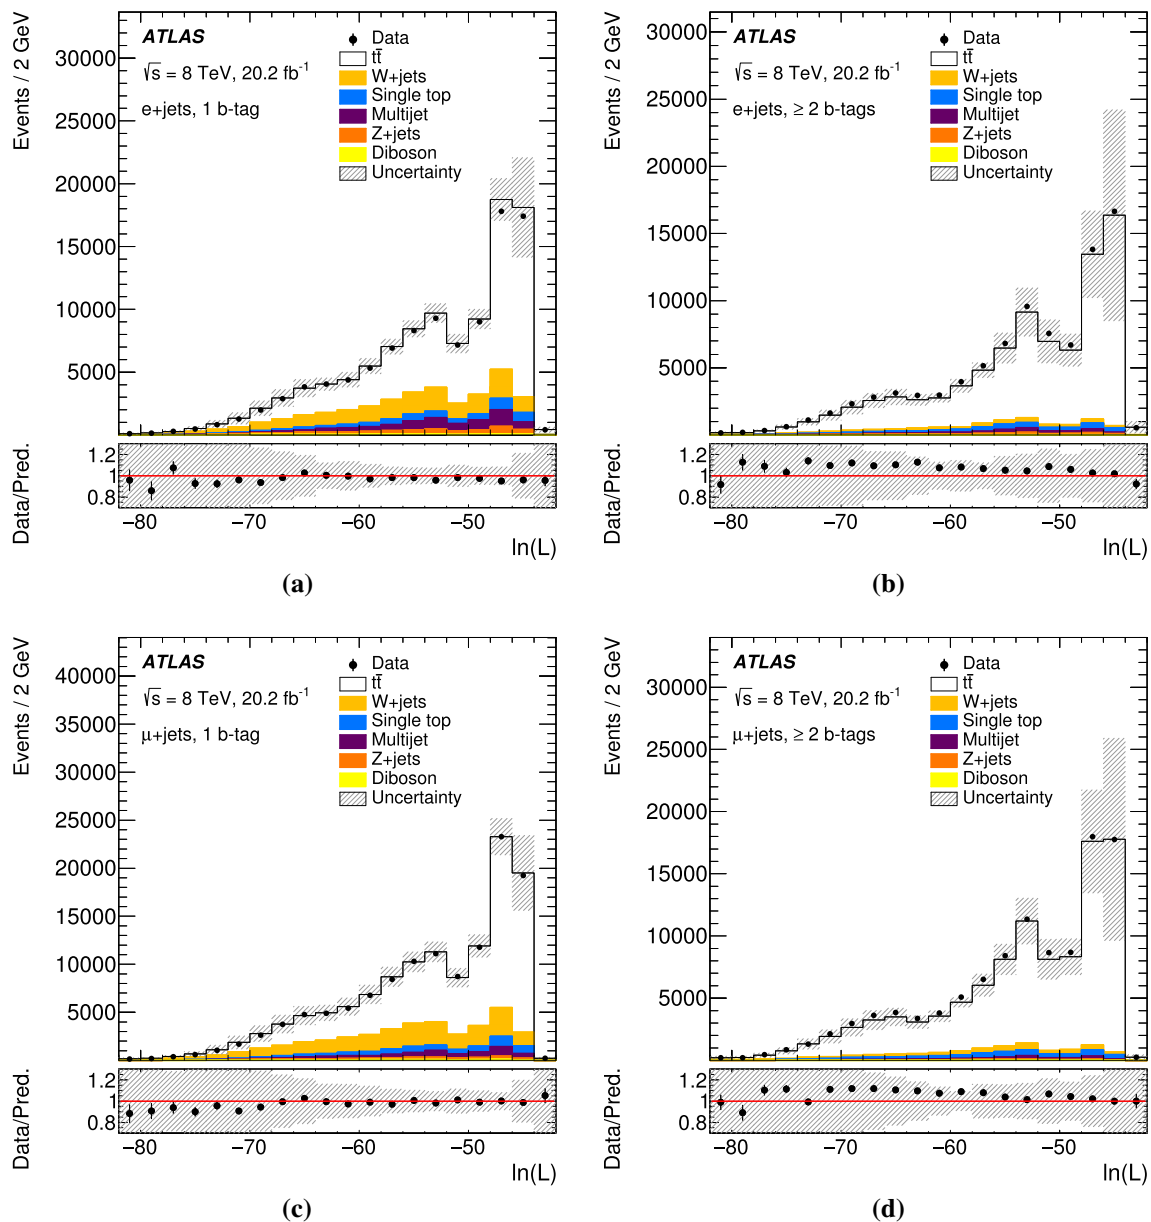 Events / 2 GeV
30000
25000
20000
15000
10000
5000
ATLAS
√s = 8 TeV, 20.2 fb-1
e+jets, 1 b-tag
Data
tt̄
W+jets
Single top
Multijet
Z+jets
Diboson
Uncertainty
Data/Pred.
1.2
1
0.8
−80 −70 −60 −50
ln(L)
(a)
Events / 2 GeV
30000
25000
20000
15000
10000
5000
ATLAS
√s = 8 TeV, 20.2 fb-1
e+jets, ≥ 2 b-tags
Data
tt̄
W+jets
Single top
Multijet
Z+jets
Diboson
Uncertainty
Data/Pred.
1.2
1
0.8
−80 −70 −60 −50
ln(L)
(b)
Events / 2 GeV
40000
35000
30000
25000
20000
15000
10000
5000
ATLAS
√s = 8 TeV, 20.2 fb-1
μ+jets, 1 b-tag
Data
tt̄
W+jets
Single top
Multijet
Z+jets
Diboson
Uncertainty
Data/Pred.
1.2
1
0.8
−80 −70 −60 −50
ln(L)
(c)
Events / 2 GeV
30000
25000
20000
15000
10000
5000
ATLAS
√s = 8 TeV, 20.2 fb-1
μ+jets, ≥ 2 b-tags
Data
tt̄
W+jets
Single top
Multijet
Z+jets
Diboson
Uncertainty
Data/Pred.
1.2
1
0.8
−80 −70 −60 −50
ln(L)
(d)